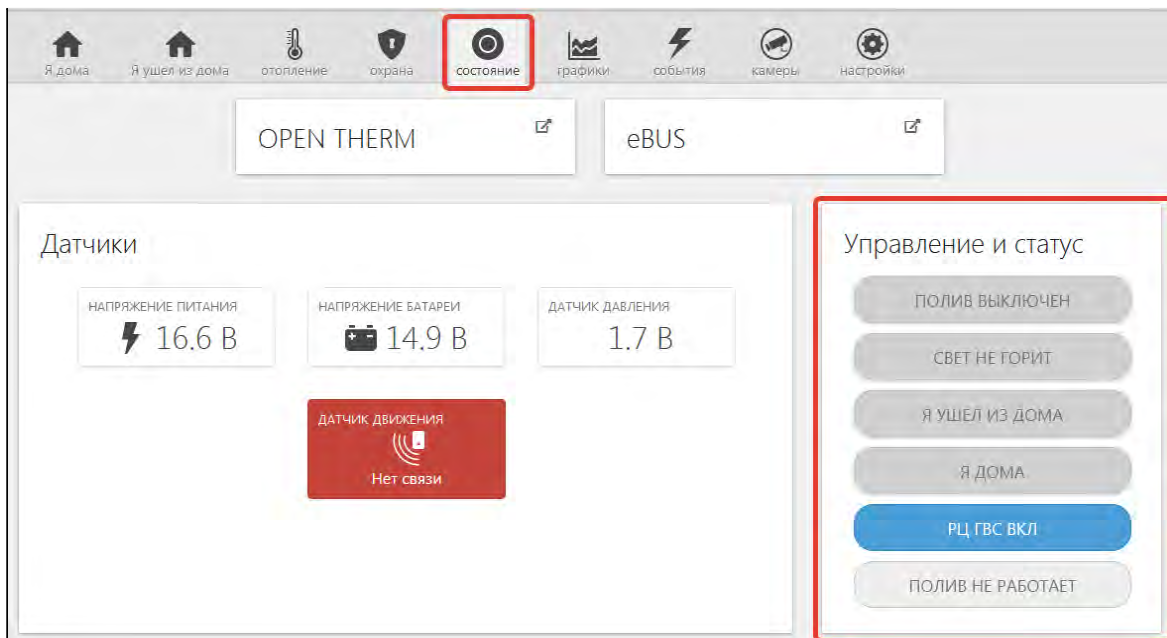 Я дома
Я ушел из дома
отопление
охрана
состояние
графики
события
камеры
настройки
OPEN THERM
eBUS
Датчики
НАПРЯЖЕНИЕ ПИТАНИЯ
16.6 В
НАПРЯЖЕНИЕ БАТАРЕИ
14.9 В
ДАТЧИК ДАВЛЕНИЯ
1.7 В
ДАТЧИК ДВИЖЕНИЯ
Нет связи
Управление и статус
ПОЛИВ ВЫКЛЮЧЕН
СВЕТ НЕ ГОРИТ
Я УШЕЛ ИЗ ДОМА
Я ДОМА
РЦ ГВС ВКЛ
ПОЛИВ НЕ РАБОТАЕТ